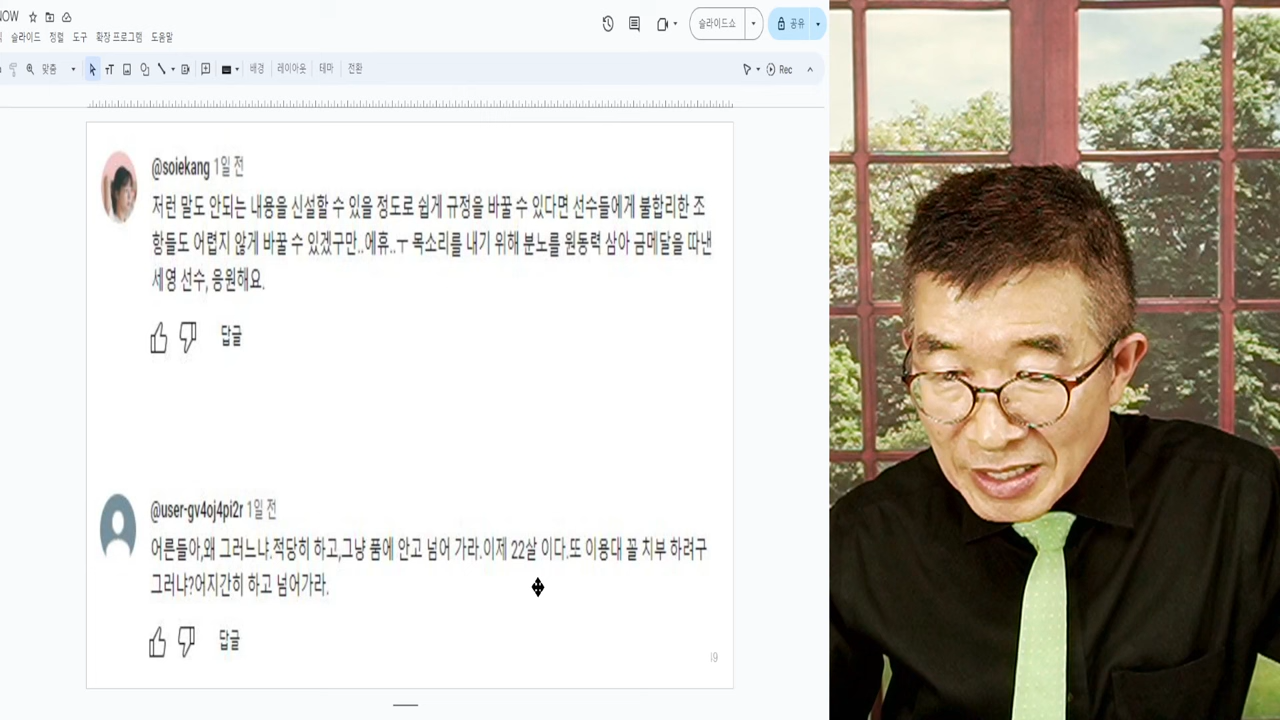 NOW
슬라이드 정렬 도구 확장 프로그램 도움말
슬라이드쇼
공유
맞춤
배경 레이아웃 테마 전환
Rec
@soiekang 1일 전
저런 말도 안되는 내용을 신설할 수 있을 정도로 쉽게 규정을 바꿀 수 있다면 선수들에게 불합리한 조
항들도 어렵지 않게 바꿀 수 있겠구만..에휴..ㅜ 목소리를 내기 위해 분노를 원동력 삼아 금메달을 따낸
세영 선수, 응원해요.
답글
@user-gv4oj4pi2r 1일 전
어른들아,왜 그러느냐.적당히 하고,그냥 품에 안고 넘어 가라.이제 22살 이다.또 이용대 꼴 치부 하려구
그러냐?어지간히 하고 넘어가라.
답글